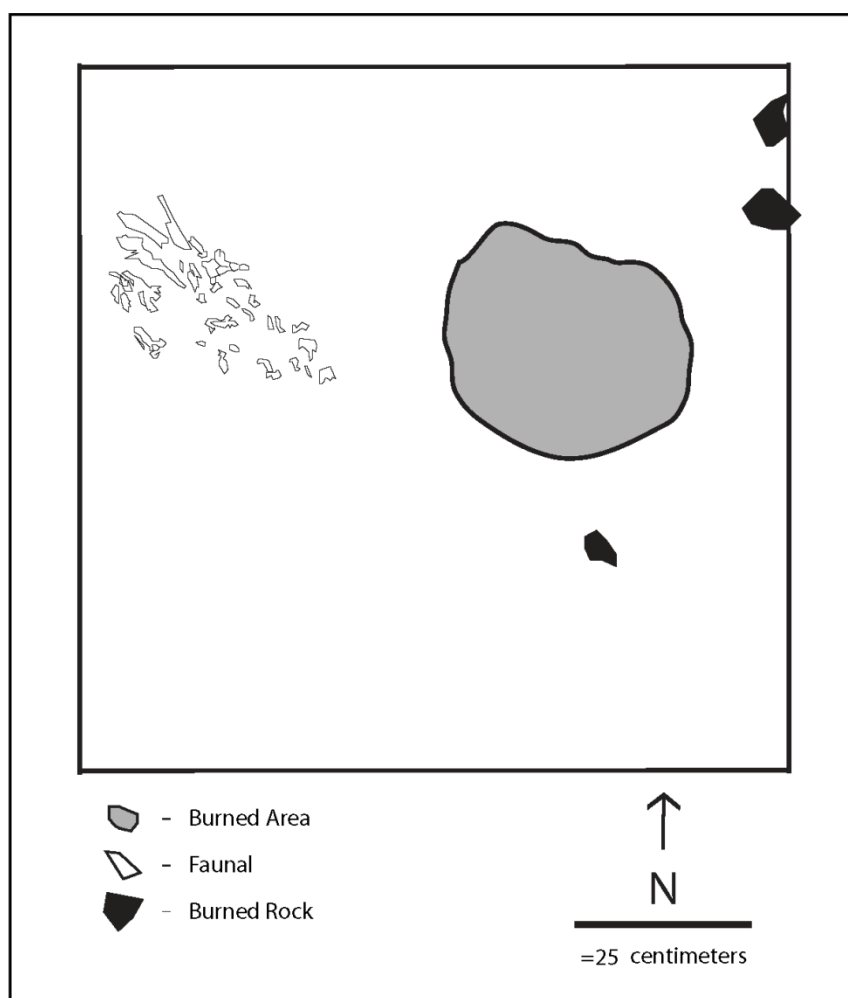 - Burned Area
- Faunal
- Burned Rock
N
=25 centimeters